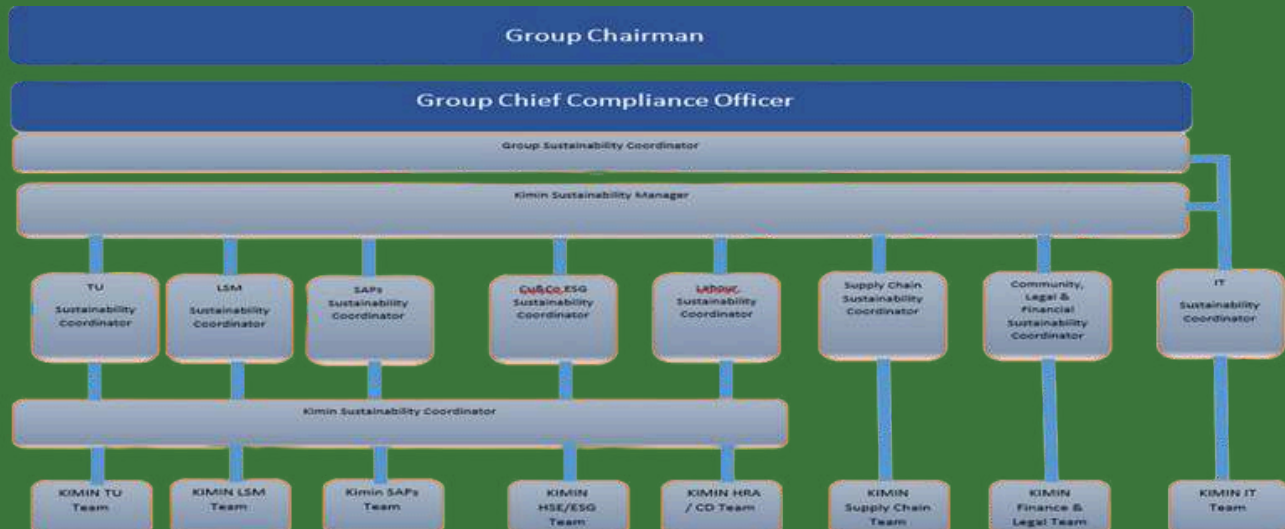 Group Chairman
Group Chief Compliance Officer
Group Sustainability Coordinator
Kimin Sustainability Manager
TU
Sustainability
Coordinator
LSM
Sustainability
Coordinator
SAPs
Sustainability
Coordinator
Cu&Co ESG
Sustainability
Coordinator
Labour
Sustainability
Coordinator
Supply Chain
Sustainability
Coordinator
Community,
Legal &
Financial
Sustainability
Coordinator
IT
Sustainability
Coordinator
Kimin Sustainability Coordinator
KIMIN TU
Team
KIMIN LSM
Team
Kimin SAPs
Team
KIMIN
HSE/ESG
Team
KIMIN HRA
/ CD Team
KIMIN
Supply Chain
Team
KIMIN
Finance &
Legal Team
KIMIN IT
Team